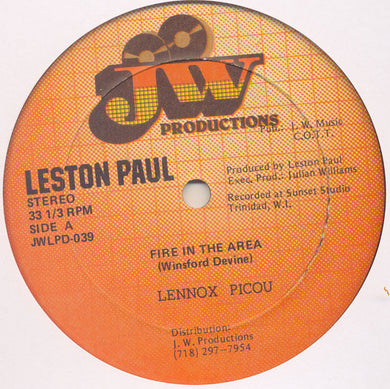 JW
PRODUCTIONS
Pub.: J. W. Music
C.O.T.T.
LESTON PAUL
STEREO
33 1/3 RPM
SIDE A
JWLPD-039
Produced by Leston Paul
Exec. Prod.: Julian Williams
Recorded at Sunset Studio
Trinidad, W.I.
FIRE IN THE AREA
(Winsford Devine)
LENNOX PICOU
Distribution:
J. W. Productions
(718) 297-7954